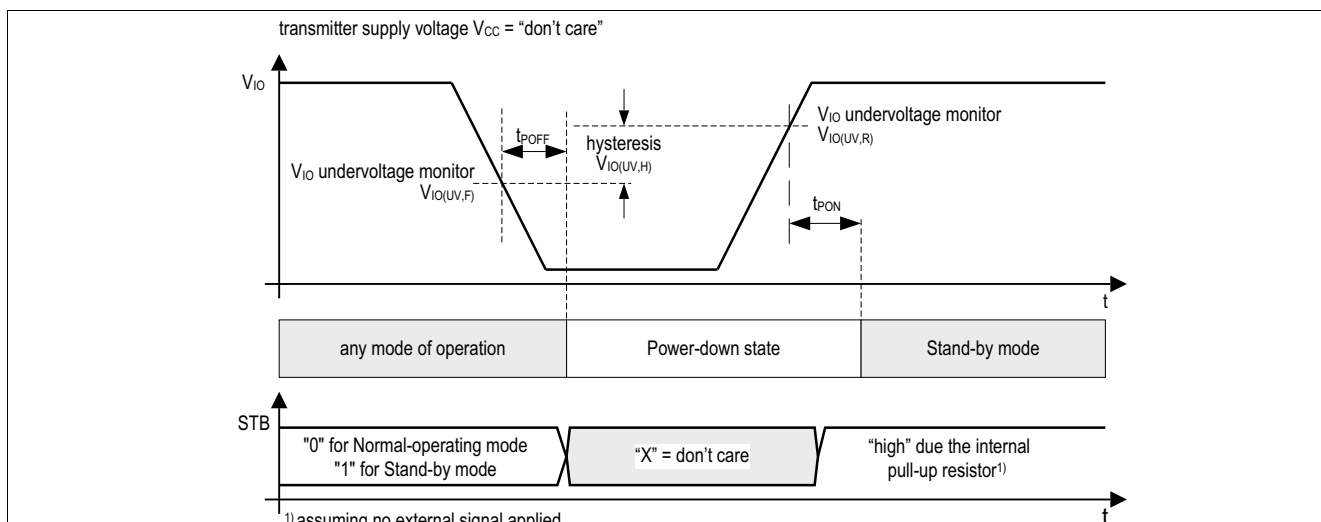 transmitter supply voltage VCC = “don’t care”
VIO
tPOFF
hysteresis
VIO(UV,H)
VIO undervoltage monitor
VIO(UV,R)
VIO undervoltage monitor
VIO(UV,F)
tPON
t
any mode of operation
Power-down state
Stand-by mode
STB
"0" for Normal-operating mode
"1" for Stand-by mode
“X” = don’t care
“high” due the internal
pull-up resistor1)
1) assuming no external signal applied
t